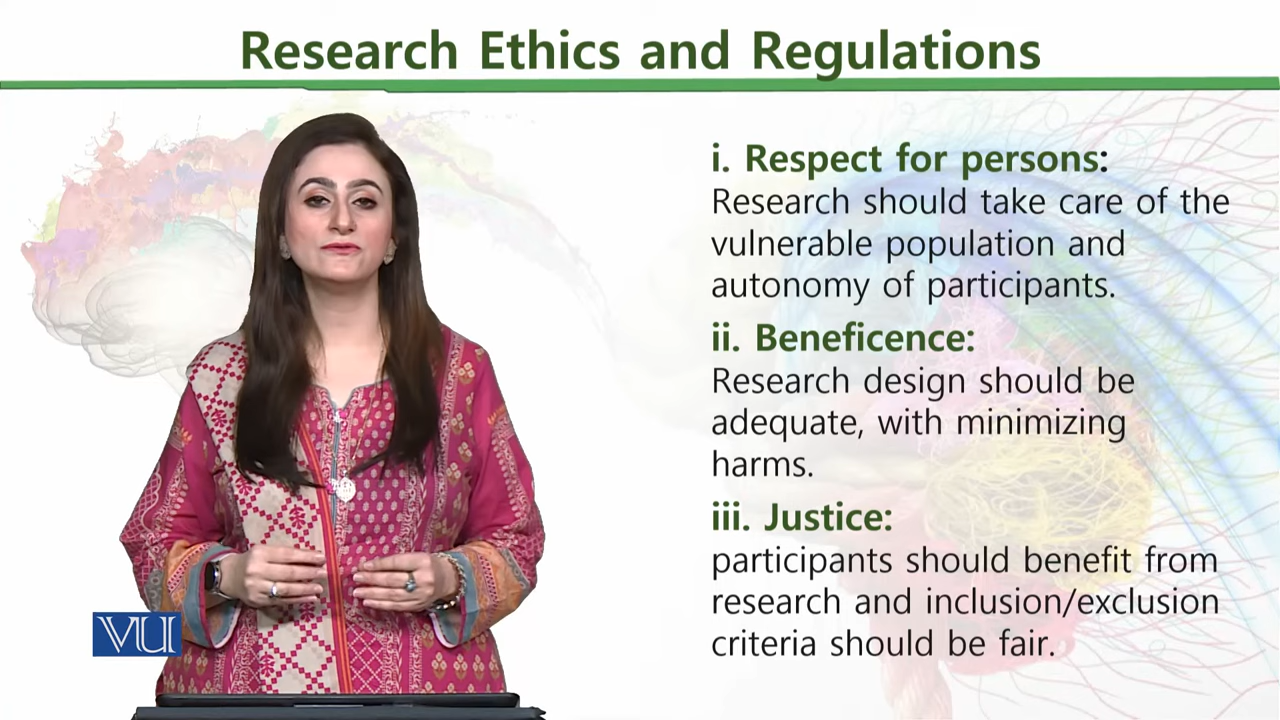 Research Ethics and Regulations
i. Respect for persons:
Research should take care of the
vulnerable population and
autonomy of participants.
ii. Beneficence:
Research design should be
adequate, with minimizing
harms.
iii. Justice:
participants should benefit from
research and inclusion/exclusion
criteria should be fair.
VU